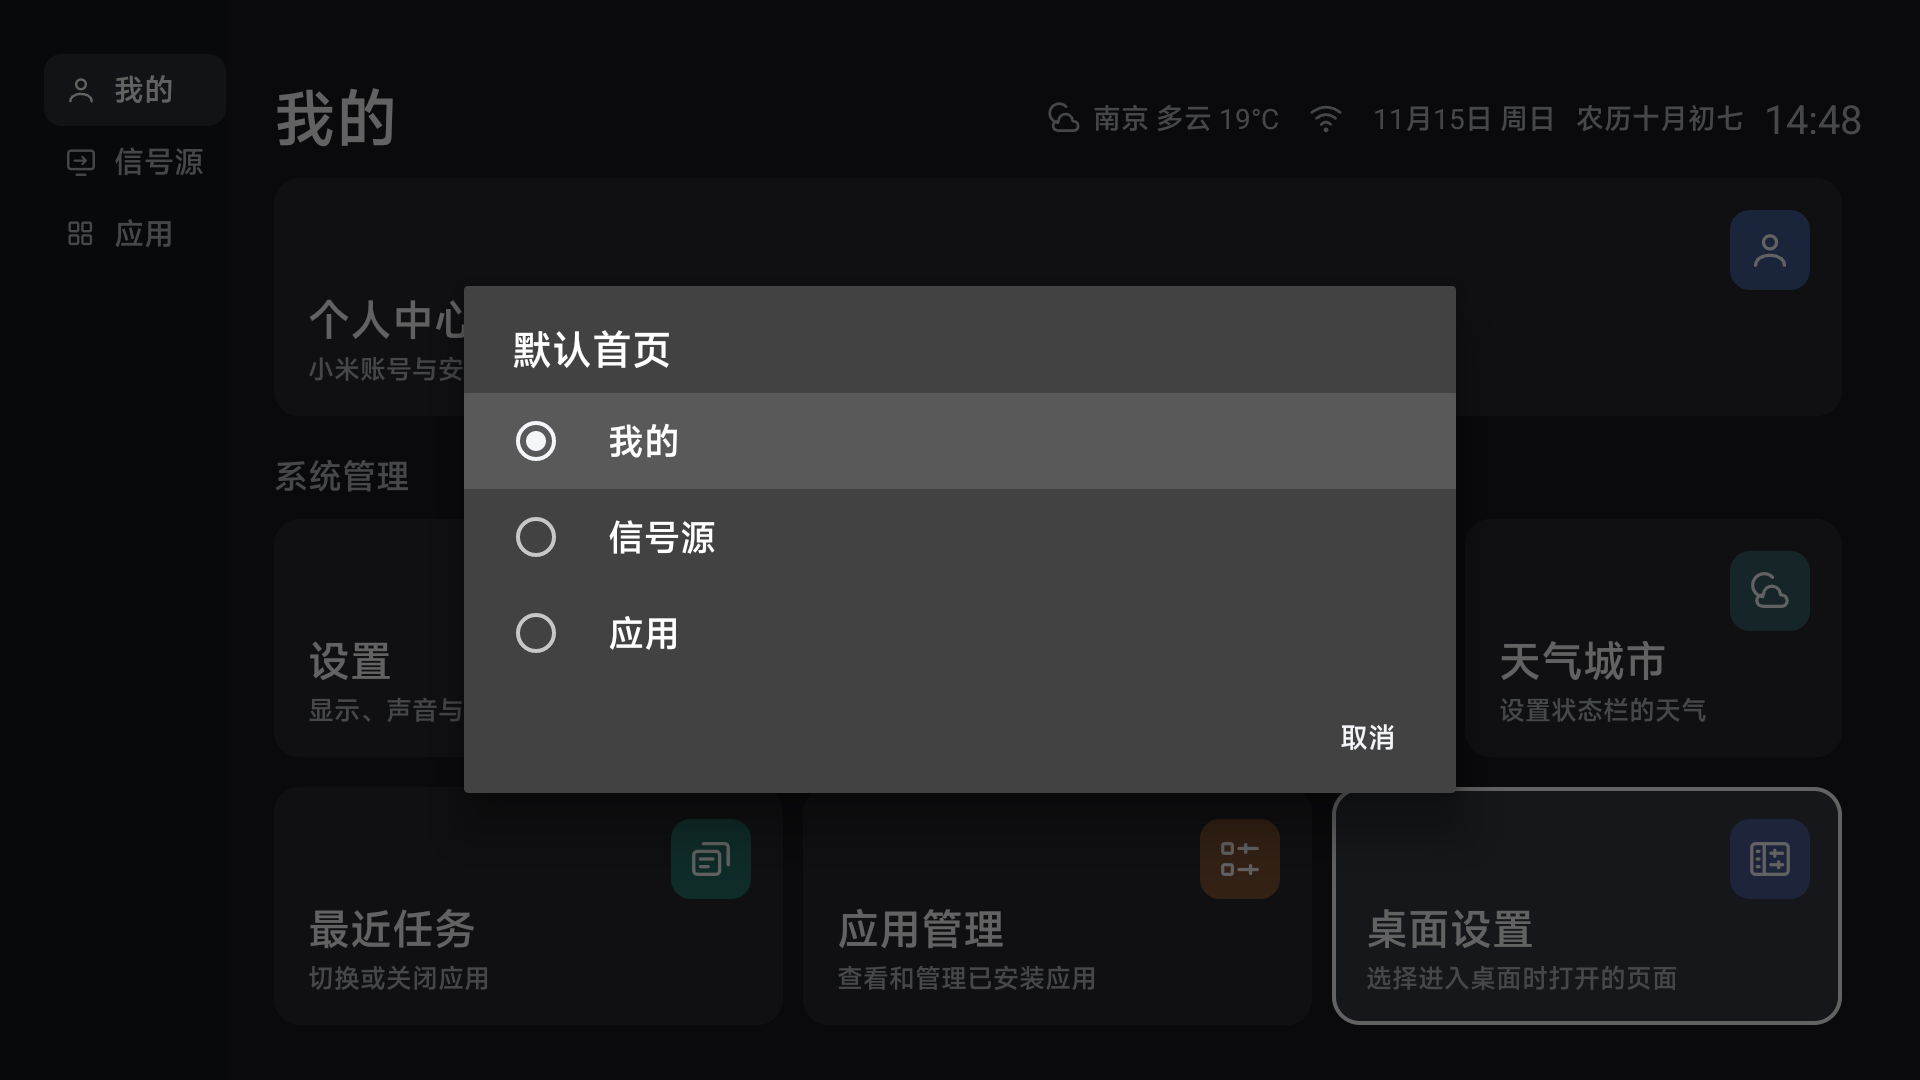 我的
信号源
应用
我的
南京 多云 19°C
11月15日 周日 农历十月初七 14:48
个人中心
小米账号与安
系统管理
设置
显示、声音与
天气城市
设置状态栏的天气
最近任务
切换或关闭应用
应用管理
查看和管理已安装应用
桌面设置
选择进入桌面时打开的页面
默认首页
我的
信号源
应用
取消